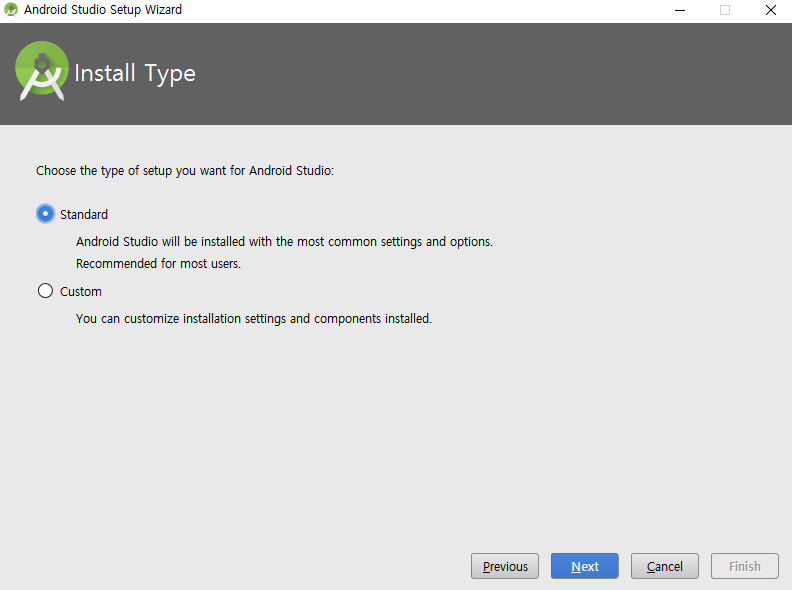 Android Studio Setup Wizard
Install Type
Choose the type of setup you want for Android Studio:
Standard
Android Studio will be installed with the most common settings and options.
Recommended for most users.
Custom
You can customize installation settings and components installed.
Previous Next Cancel Finish